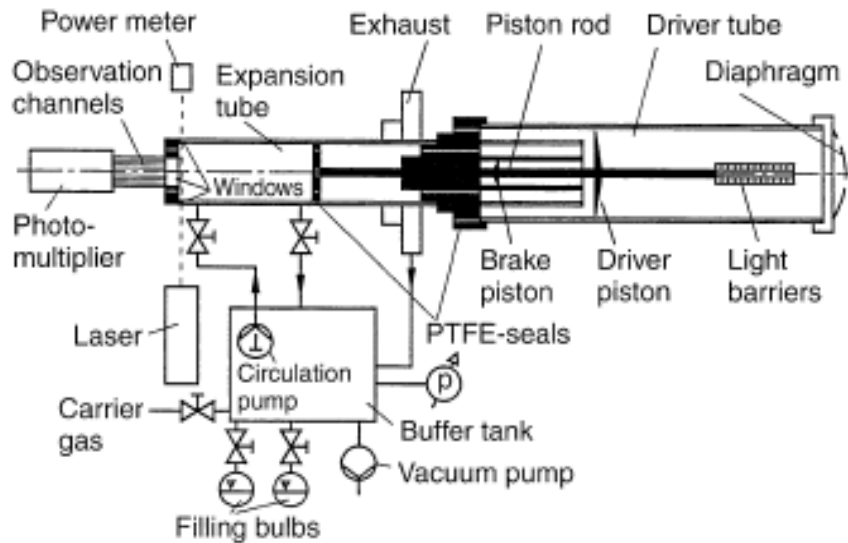 Power meter
Observation
channels
Expansion
tube
Exhaust
Piston rod
Driver tube
Diaphragm
Windows
Photo-
multiplier
Brake
piston
Driver
piston
Light
barriers
Laser
PTFE-seals
Circulation
pump
p
Carrier
gas
Buffer tank
Vacuum pump
Filling bulbs